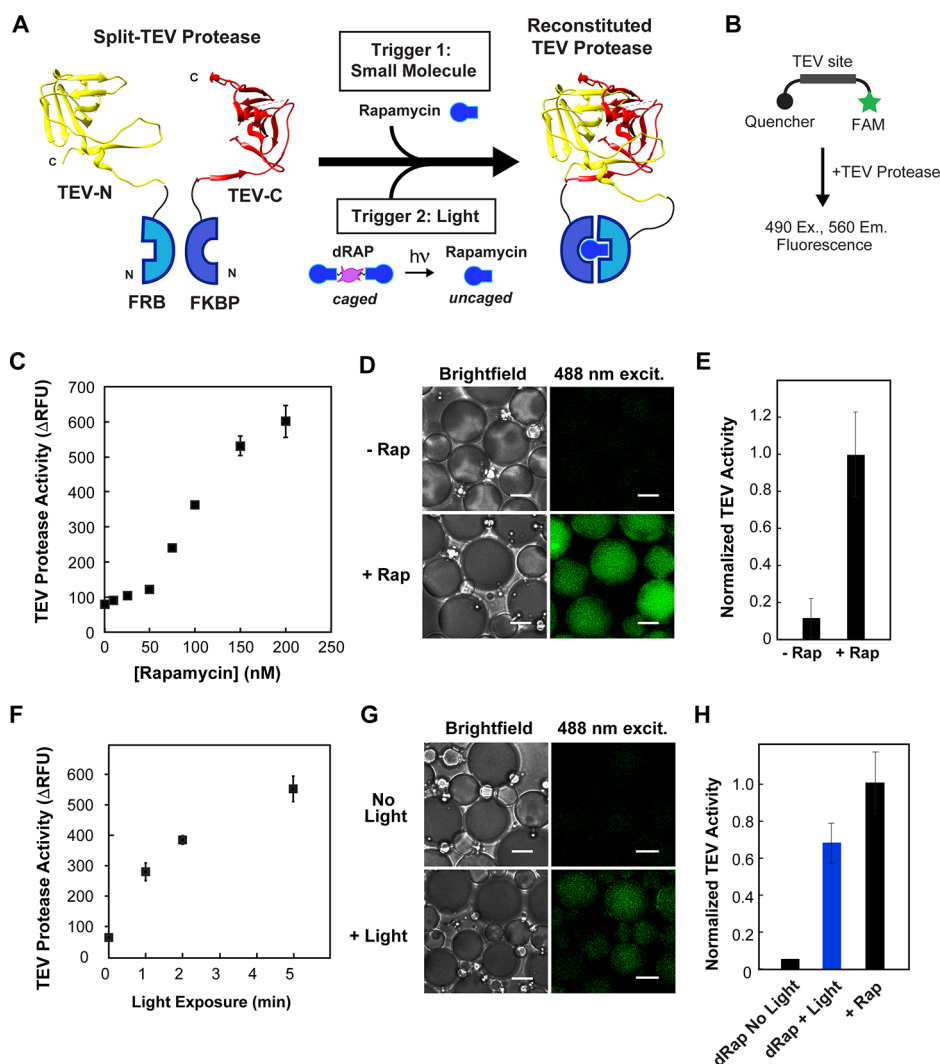 A
Split-TEV Protease
C
C
TEV-N
TEV-C
N
N
FRB
FKBP
Trigger 1:
Small Molecule
Rapamycin
Trigger 2: Light
dRAP
hν
Rapamycin
caged
uncaged
Reconstituted
TEV Protease
B
TEV site
Quencher
FAM
+TEV Protease
490 Ex., 560 Em.
Fluorescence
C
TEV Protease Activity (ΔRFU)
700
600
500
400
300
200
100
0
0 50 100 150 200 250
[Rapamycin] (nM)
D
Brightfield 488 nm excit.
- Rap
+ Rap
E
Normalized TEV Activity
1.2
1.0
0.8
0.6
0.4
0.2
0
- Rap + Rap
F
TEV Protease Activity (ΔRFU)
600
500
400
300
200
100
0
0 1 2 3 4 5
Light Exposure (min)
G
Brightfield 488 nm excit.
No
Light
+ Light
H
Normalized TEV Activity
1.0
0.8
0.6
0.4
0.2
0
dRap No Light
dRap + Light
+ Rap